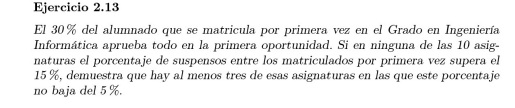 Ejercicio 2.13
El 30 % del alumnado que se matricula por primera vez en el Grado en Ingeniería
Informática aprueba todo en la primera oportunidad. Si en ninguna de las 10 asig-
naturas el porcentaje de suspensos entre los matriculados por primera vez supera el
15 %, demuestra que hay al menos tres de esas asignaturas en las que este porcentaje
no baja del 5 %.